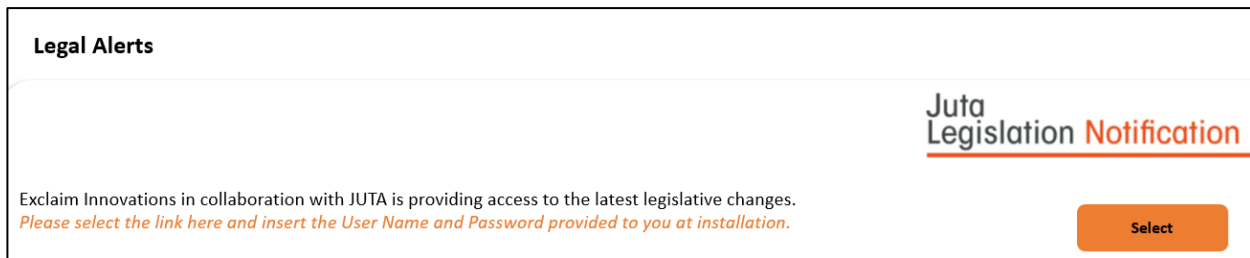 Legal Alerts
Juta
Legislation Notification
Exclaim Innovations in collaboration with JUTA is providing access to the latest legislative changes.
Please select the link here and insert the User Name and Password provided to you at installation.
Select